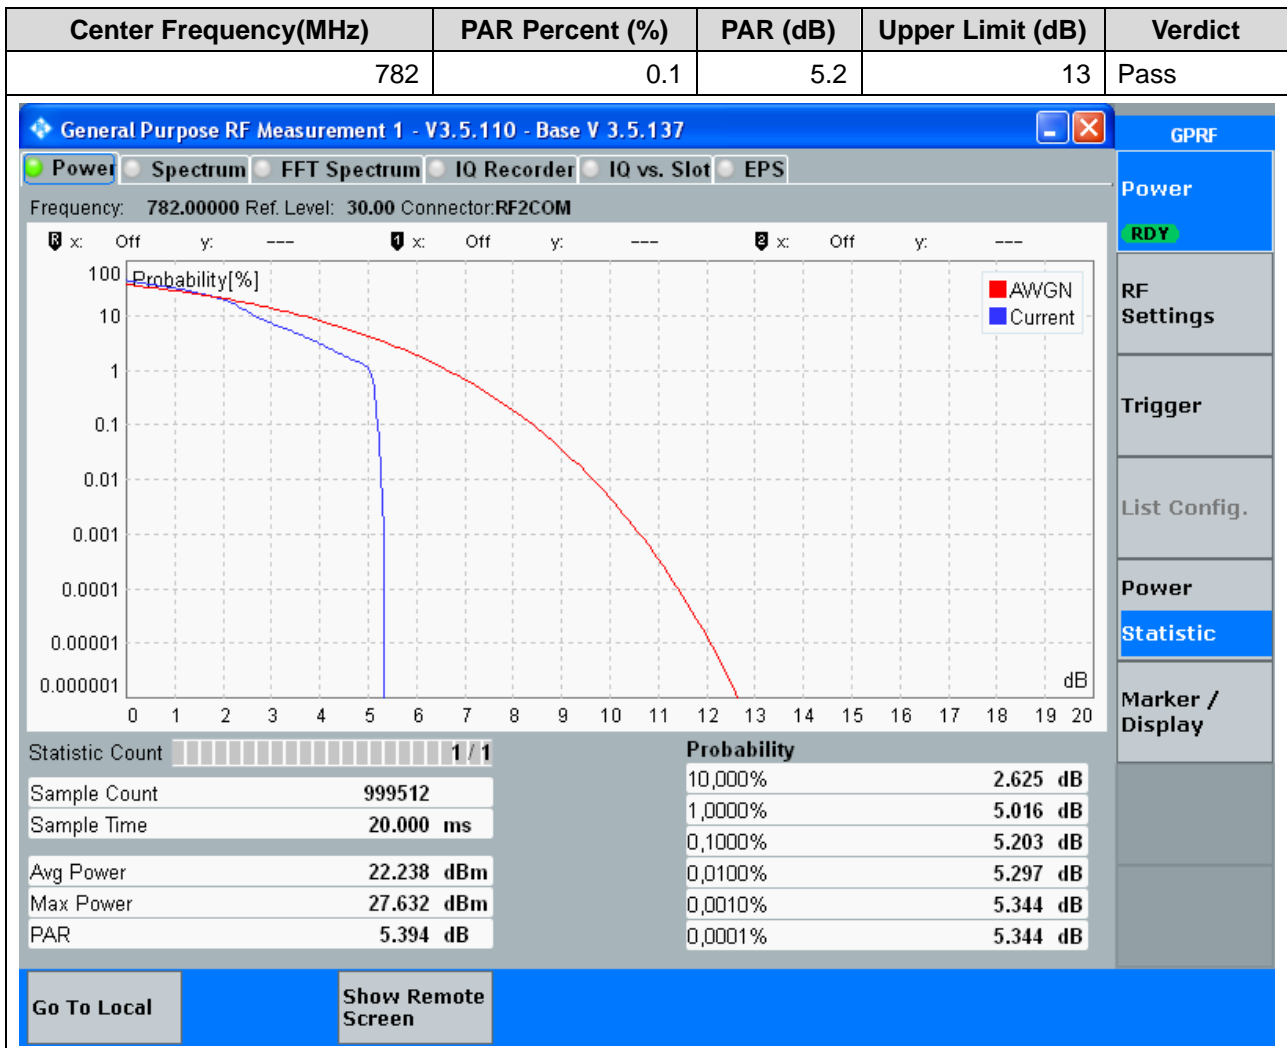 Center Frequency(MHz) PAR Percent (%) PAR (dB) Upper Limit (dB) Verdict
782 0.1 5.2 13 Pass
General Purpose RF Measurement 1 - V3.5.110 - Base V 3.5.137
GPRF
Power Spectrum FFT Spectrum IQ Recorder IQ vs. Slot EPS
Power
RDY
Frequency: 782.00000 Ref. Level: 30.00 Connector:RF2COM
R x: Off y: --- 1 x: Off y: --- 2 x: Off y: ---
Probability[%]
100
10
1
0.1
0.01
0.001
0.0001
0.00001
0.000001
AWGN
Current
dB
0 1 2 3 4 5 6 7 8 9 10 11 12 13 14 15 16 17 18 19 20
RF
Settings
Trigger
List Config.
Power
Statistic
Marker /
Display
Statistic Count 1 / 1
Sample Count 999512
Sample Time 20.000 ms
Avg Power 22.238 dBm
Max Power 27.632 dBm
PAR 5.394 dB
Probability
10,000% 2.625 dB
1,0000% 5.016 dB
0,1000% 5.203 dB
0,0100% 5.297 dB
0,0010% 5.344 dB
0,0001% 5.344 dB
Go To Local
Show Remote
Screen